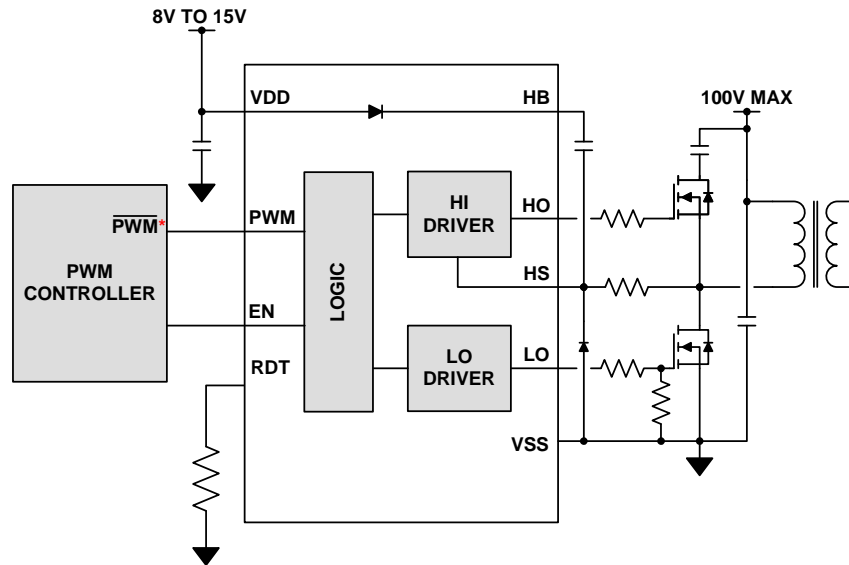 8V TO 15V
VDD
HB
100V MAX
PWM*
PWM
HI
DRIVER
HO
PWM
CONTROLLER
LOGIC
HS
EN
LO
DRIVER
LO
RDT
VSS